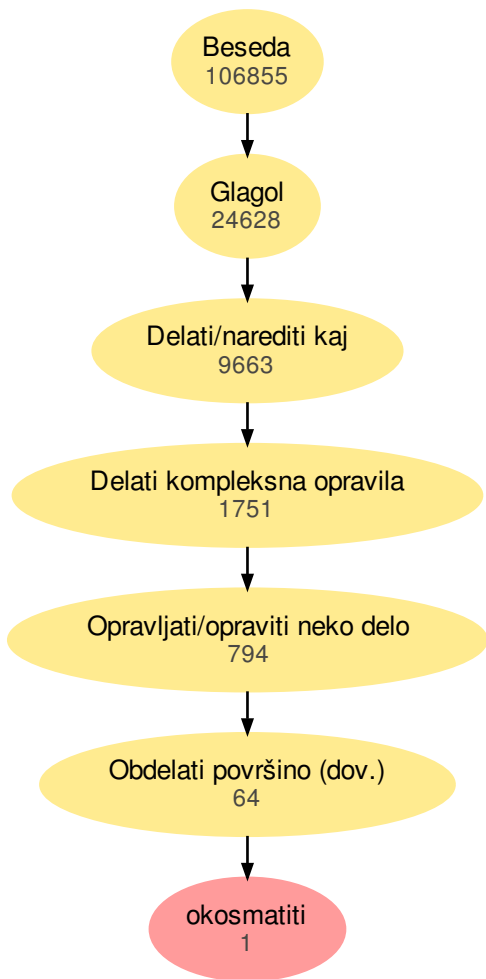 Beseda
106855
Glagol
24628
Delati/narediti kaj
9663
Delati kompleksna opravila
1751
Opravljati/opraviti neko delo
794
Obdelati površino (dov.)
64
okosmatiti
1